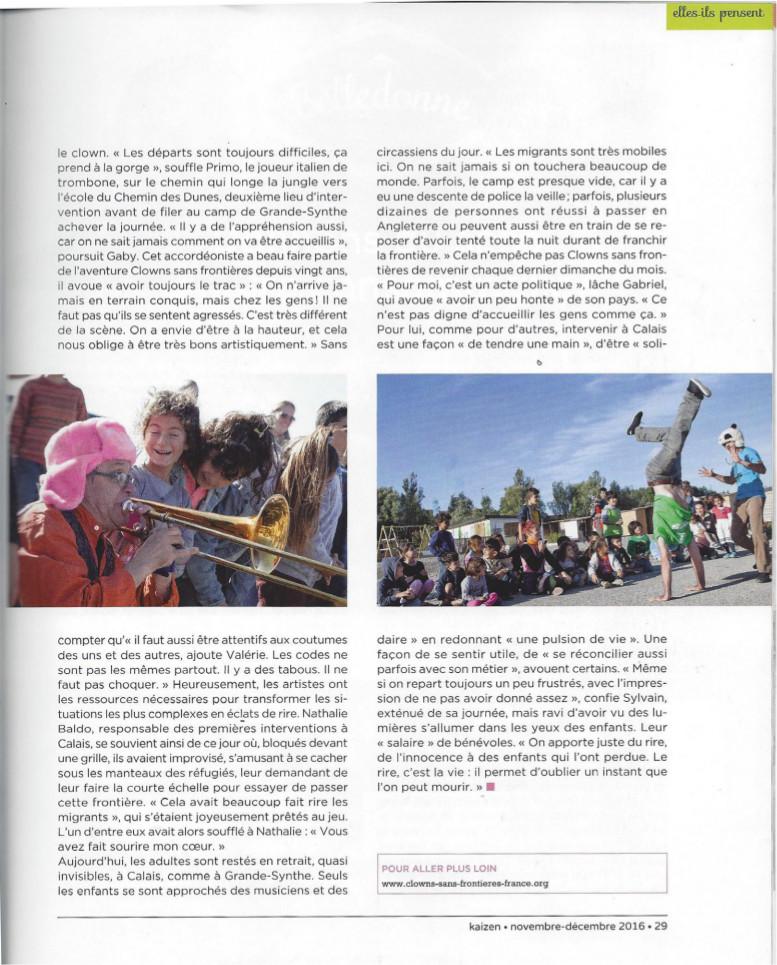 elles-ils pensent
le clown. « Les départs sont toujours difficiles, ça
prend à la gorge », souffle Primo, le joueur italien de
trombone, sur le chemin qui longe la jungle vers
l'école du Chemin des Dunes, deuxième lieu d'inter-
vention avant de filer au camp de Grande-Synthe
achever la journée. « Il y a de l'appréhension aussi,
car on ne sait jamais comment on va être accueillis »,
poursuit Gaby. Cet accordéoniste a beau faire partie
de l'aventure Clowns sans frontières depuis vingt ans,
il avoue « avoir toujours le trac » : « On n'arrive ja-
mais en terrain conquis, mais chez les gens! Il ne
faut pas qu'ils se sentent agressés. C'est très différent
de la scène. On a envie d'être à la hauteur, et cela
nous oblige à être très bons artistiquement. » Sans
compter qu'« il faut aussi être attentifs aux coutumes
des uns et des autres, ajoute Valérie. Les codes ne
sont pas les mêmes partout. Il y a des tabous. Il ne
faut pas choquer. » Heureusement, les artistes ont
les ressources nécessaires pour transformer les si-
tuations les plus complexes en éclats de rire. Nathalie
Baldo, responsable des premières interventions à
Calais, se souvient ainsi de ce jour où, bloqués devant
une grille, ils avaient improvisé, s'amusant à se cacher
sous les manteaux des réfugiés, leur demandant de
leur faire la courte échelle pour essayer de passer
cette frontière. « Cela avait beaucoup fait rire les
migrants », qui s'étaient joyeusement prêtés au jeu.
L'un d'entre eux avait alors soufflé à Nathalie : « Vous
avez fait sourire mon cœur. »
Aujourd'hui, les adultes sont restés en retrait, quasi
invisibles, à Calais, comme à Grande-Synthe. Seuls
les enfants se sont approchés des musiciens et des
circassiens du jour. « Les migrants sont très mobiles
ici. On ne sait jamais si on touchera beaucoup de
monde. Parfois, le camp est presque vide, car il y a
eu une descente de police la veille; parfois, plusieurs
dizaines de personnes ont réussi à passer en
Angleterre ou peuvent aussi être en train de se re-
poser d'avoir tenté toute la nuit durant de franchir
la frontière. » Cela n'empêche pas Clowns sans fron-
tières de revenir chaque dernier dimanche du mois.
« Pour moi, c'est un acte politique », lâche Gabriel,
qui avoue « avoir un peu honte » de son pays. « Ce
n'est pas digne d'accueillir les gens comme ça. »
Pour lui, comme pour d'autres, intervenir à Calais
est une façon « de tendre une main », d'être « soli-
daire » en redonnant « une pulsion de vie ». Une
façon de se sentir utile, de « se réconcilier aussi
parfois avec son métier », avouent certains. « Même
si on repart toujours un peu frustrés, avec l'impres-
sion de ne pas avoir donné assez », confie Sylvain,
exténué de sa journée, mais ravi d'avoir vu des lu-
mières s'allumer dans les yeux des enfants. Leur
« salaire » de bénévoles. « On apporte juste du rire,
de l'innocence à des enfants qui l'ont perdue. Le
rire, c'est la vie : il permet d'oublier un instant que
l'on peut mourir. » ■
POUR ALLER PLUS LOIN
www.clowns-sans-frontieres-france.org
kaizen • novembre-décembre 2016 • 29